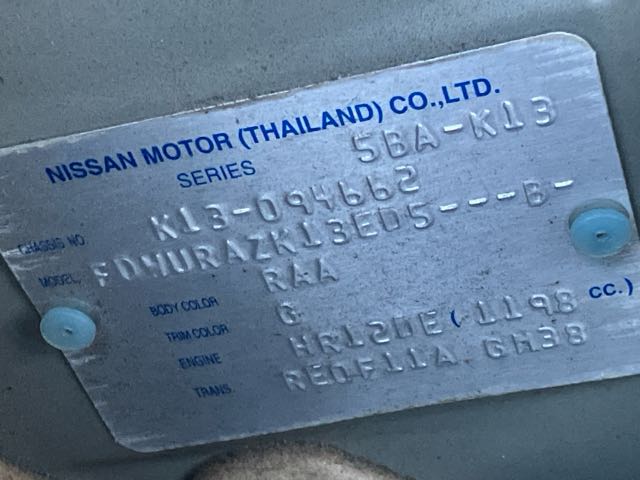 NISSAN MOTOR (THAILAND) CO.,LTD.
SERIES 5BA-K13
CHASSIS NO. K13-094662
MODEL. FDMURAZK13ED5---B-
BODY COLOR RAA
TRIM COLOR G
ENGINE HR12DE (1198 cc.)
TRANS. RE0F11A GH38